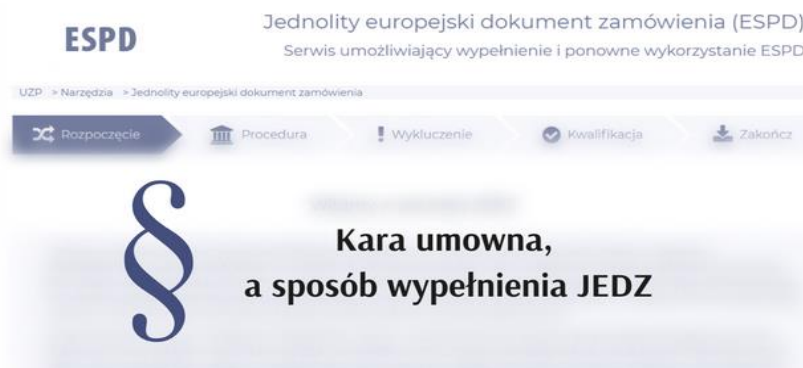 ESPD
Jednolity europejski dokument zamówienia (ESPD)
Serwis umożliwiający wypełnienie i ponowne wykorzystanie ESPD
UZP > Narzędzia > Jednolity europejski dokument zamówienia
Rozpoczęcie
Procedura
Wykluczenie
Kwalifikacja
Zakończ
§
Kara umowna,
a sposób wypełnienia JEDZ